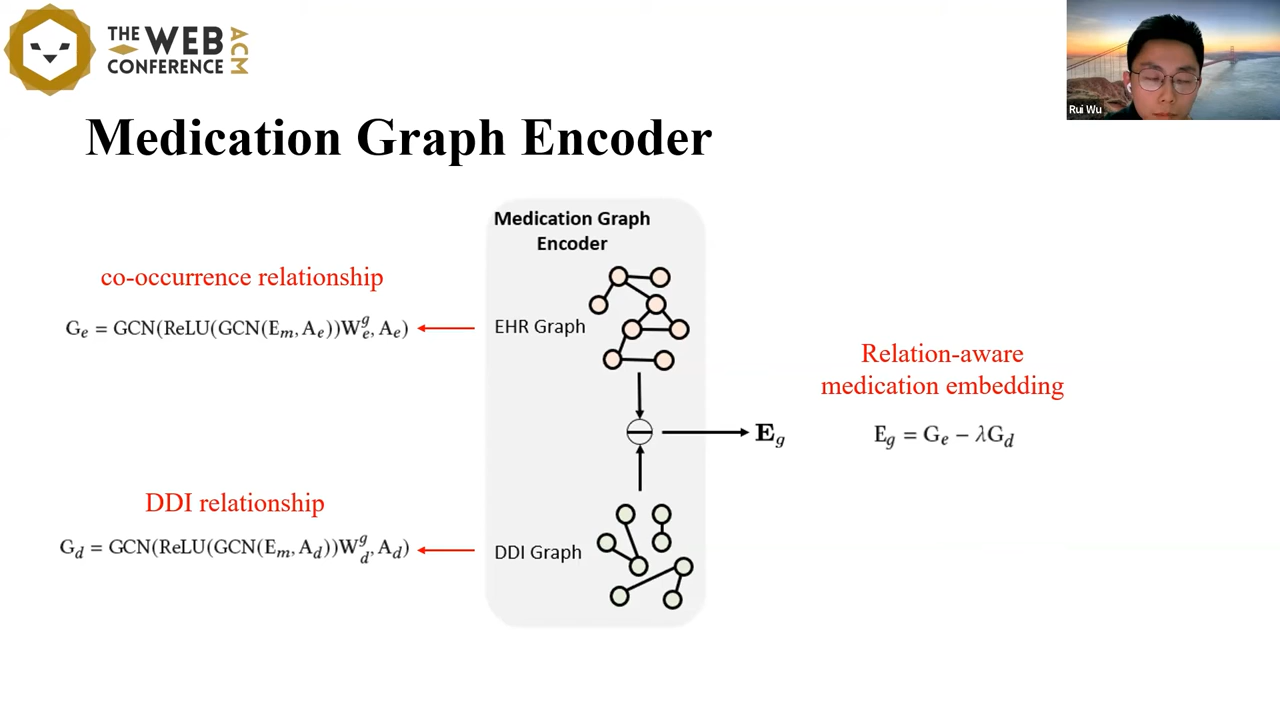 THE WEB
CONFERENCE
ACM
Rui Wu
Medication Graph Encoder
Medication Graph
Encoder
co-occurrence relationship
Gₑ = GCN(ReLU(GCN(Eₘ, Aₑ))Wₑᵍ, Aₑ)
EHR Graph
Relation-aware
medication embedding
E_g
E_g = Gₑ − λG_d
DDI relationship
G_d = GCN(ReLU(GCN(Eₘ, A_d))W_d^g, A_d)
DDI Graph